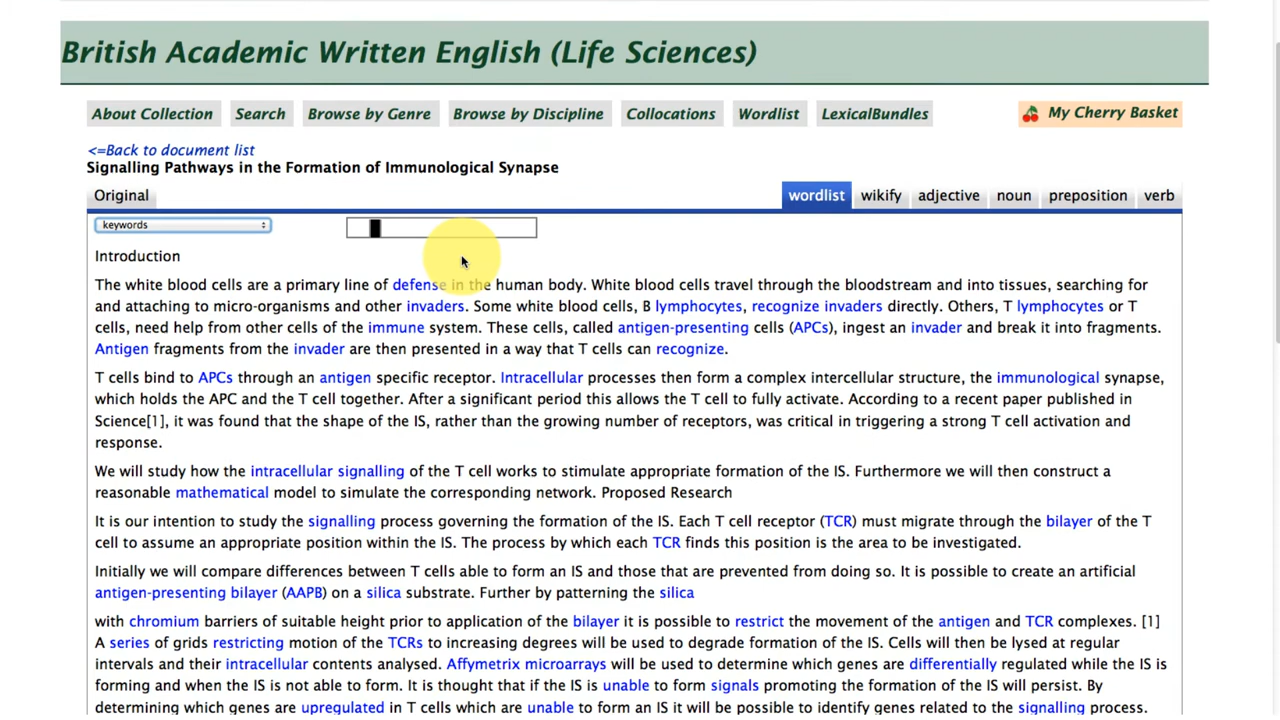 British Academic Written English (Life Sciences)
About Collection Search Browse by Genre Browse by Discipline Collocations Wordlist LexicalBundles My Cherry Basket
<=Back to document list
Signalling Pathways in the Formation of Immunological Synapse
Original wordlist wikify adjective noun preposition verb
keywords
Introduction
The white blood cells are a primary line of defense in the human body. White blood cells travel through the bloodstream and into tissues, searching for
and attaching to micro-organisms and other invaders. Some white blood cells, B lymphocytes, recognize invaders directly. Others, T lymphocytes or T
cells, need help from other cells of the immune system. These cells, called antigen-presenting cells (APCs), ingest an invader and break it into fragments.
Antigen fragments from the invader are then presented in a way that T cells can recognize.
T cells bind to APCs through an antigen specific receptor. Intracellular processes then form a complex intercellular structure, the immunological synapse,
which holds the APC and the T cell together. After a significant period this allows the T cell to fully activate. According to a recent paper published in
Science[1], it was found that the shape of the IS, rather than the growing number of receptors, was critical in triggering a strong T cell activation and
response.
We will study how the intracellular signalling of the T cell works to stimulate appropriate formation of the IS. Furthermore we will then construct a
reasonable mathematical model to simulate the corresponding network. Proposed Research
It is our intention to study the signalling process governing the formation of the IS. Each T cell receptor (TCR) must migrate through the bilayer of the T
cell to assume an appropriate position within the IS. The process by which each TCR finds this position is the area to be investigated.
Initially we will compare differences between T cells able to form an IS and those that are prevented from doing so. It is possible to create an artificial
antigen-presenting bilayer (AAPB) on a silica substrate. Further by patterning the silica
with chromium barriers of suitable height prior to application of the bilayer it is possible to restrict the movement of the antigen and TCR complexes. [1]
A series of grids restricting motion of the TCRs to increasing degrees will be used to degrade formation of the IS. Cells will then be lysed at regular
intervals and their intracellular contents analysed. Affymetrix microarrays will be used to determine which genes are differentially regulated while the IS is
forming and when the IS is not able to form. It is thought that if the IS is unable to form signals promoting the formation of the IS will persist. By
determining which genes are upregulated in T cells which are unable to form an IS it will be possible to identify genes related to the signalling process.